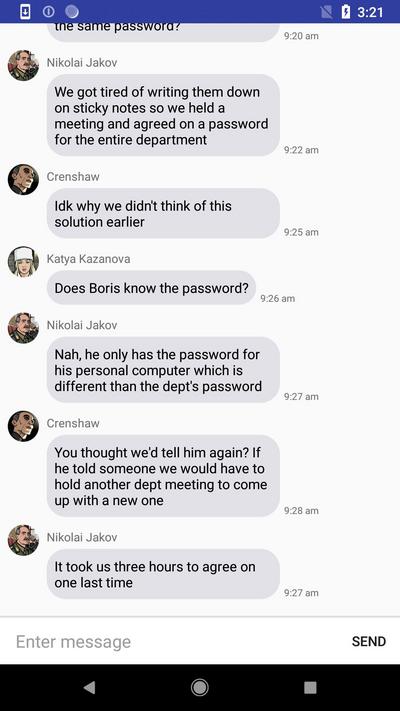 3:21
the same password?
9:20 am
Nikolai Jakov
We got tired of writing them down
on sticky notes so we held a
meeting and agreed on a password
for the entire department
9:22 am
Crenshaw
Idk why we didn't think of this
solution earlier
9:25 am
Katya Kazanova
Does Boris know the password?
9:26 am
Nikolai Jakov
Nah, he only has the password for
his personal computer which is
different than the dept's password
9:27 am
Crenshaw
You thought we'd tell him again? If
he told someone we would have to
hold another dept meeting to come
up with a new one
9:28 am
Nikolai Jakov
It took us three hours to agree on
one last time
9:27 am
Enter message
SEND